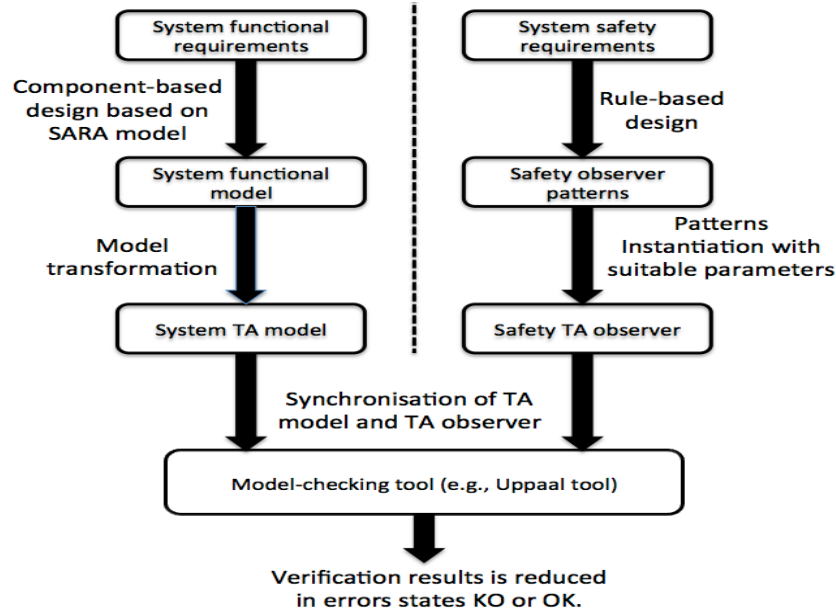 System functional
requirements
System safety
requirements
Component-based
design based on
SARA model
Rule-based
design
System functional
model
Safety observer
patterns
Model
transformation
Patterns
Instantiation with
suitable parameters
System TA model
Safety TA observer
Synchronisation of TA
model and TA observer
Model-checking tool (e.g., Uppaal tool)
Verification results is reduced
in errors states KO or OK.